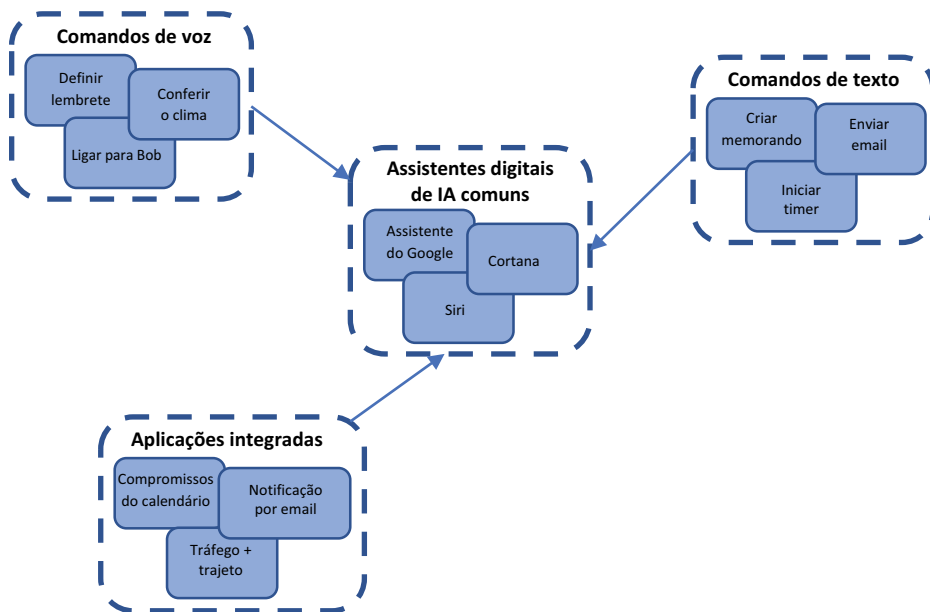 Comandos de voz
Definir
lembrete
Conferir
o clima
Ligar para Bob
Comandos de texto
Criar
memorando
Enviar
email
Iniciar
timer
Assistentes digitais
de IA comuns
Assistente
do Google
Cortana
Siri
Aplicações integradas
Compromissos
do calendário
Notificação
por email
Tráfego +
trajeto